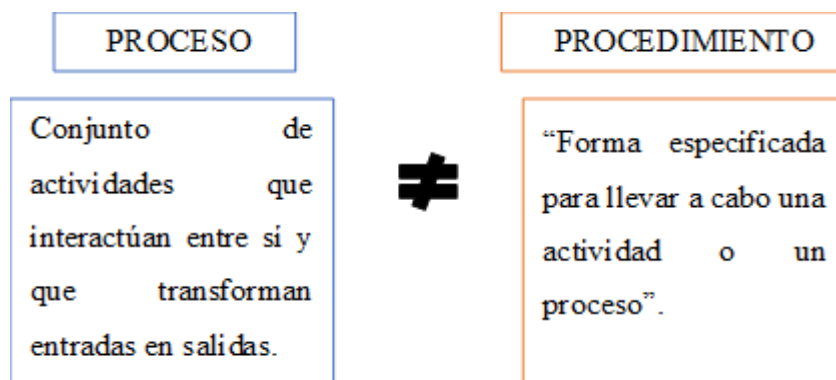 PROCESO
Conjunto de
actividades que
interactúan entre sí y
que transforman
entradas en salidas.
≠
PROCEDIMIENTO
“Forma especificada
para llevar a cabo una
actividad o un
proceso”.